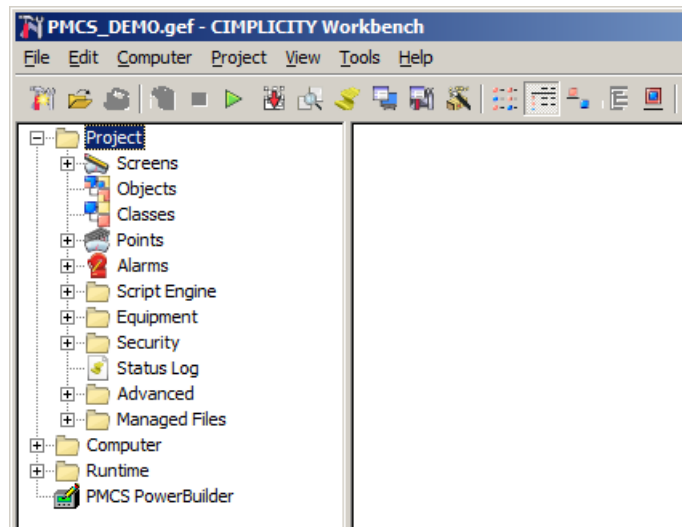 PMCS_DEMO.gef - CIMPLICITY Workbench
File Edit Computer Project View Tools Help
Project
Screens
Objects
Classes
Points
Alarms
Script Engine
Equipment
Security
Status Log
Advanced
Managed Files
Computer
Runtime
PMCS PowerBuilder